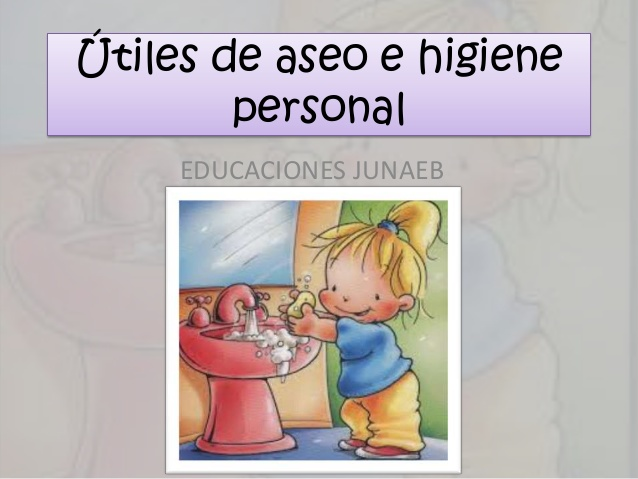 Útiles de aseo e higiene
personal
EDUCACIONES JUNAEB